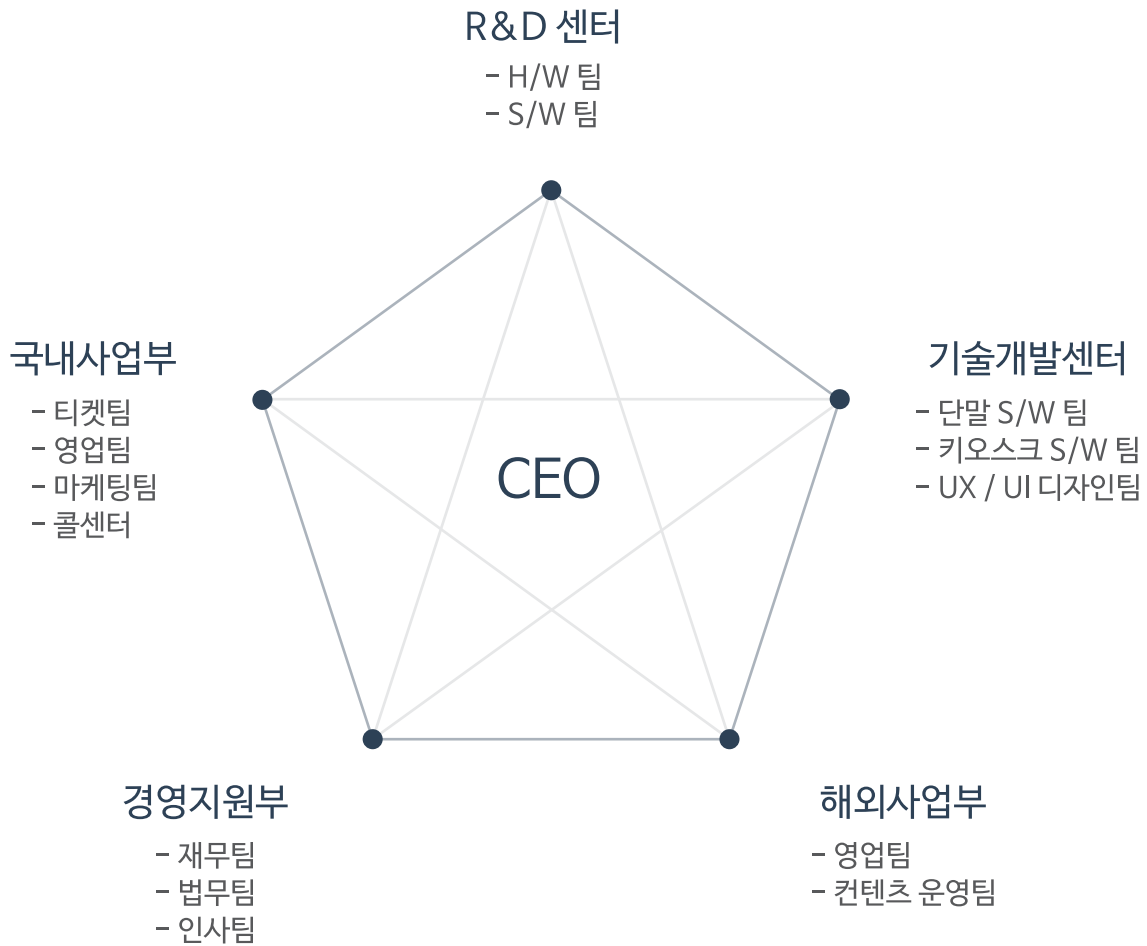 R&D 센터
- H/W 팀
- S/W 팀
국내사업부
- 티켓팀
- 영업팀
- 마케팅팀
- 콜센터
기술개발센터
- 단말 S/W 팀
- 키오스크 S/W 팀
- UX / UI 디자인팀
CEO
경영지원부
- 재무팀
- 법무팀
- 인사팀
해외사업부
- 영업팀
- 컨텐츠 운영팀